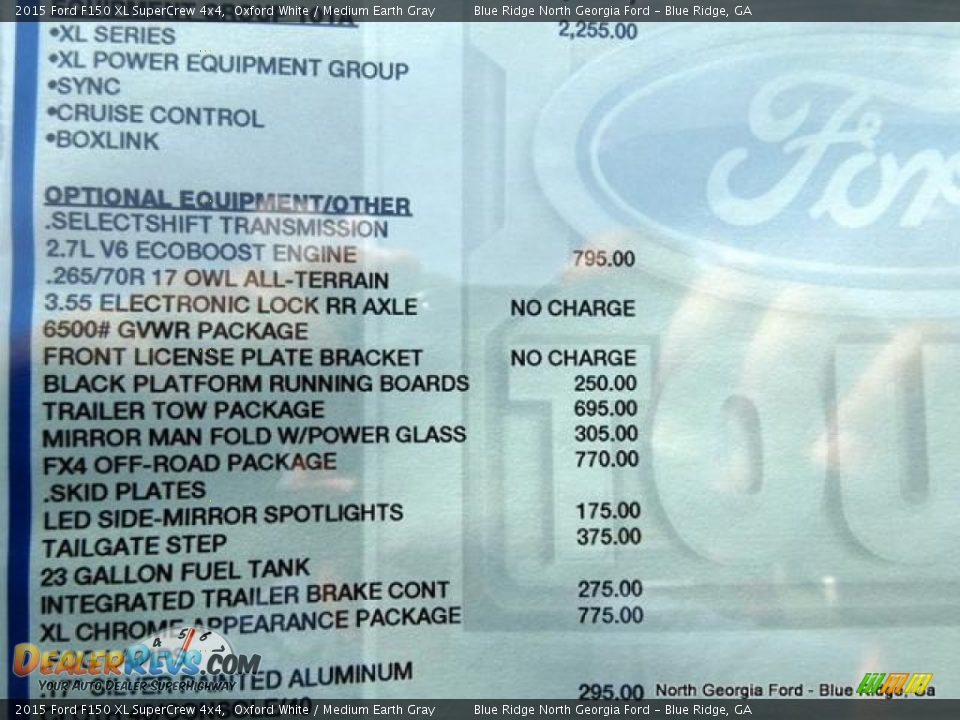 2015 Ford F150 XL SuperCrew 4x4, Oxford White / Medium Earth Gray Blue Ridge North Georgia Ford - Blue Ridge, GA
•XL SERIES 2,255.00
•XL POWER EQUIPMENT GROUP
•SYNC
•CRUISE CONTROL
•BOXLINK
OPTIONAL EQUIPMENT/OTHER
.SELECTSHIFT TRANSMISSION
2.7L V6 ECOBOOST ENGINE 795.00
.265/70R 17 OWL ALL-TERRAIN
3.55 ELECTRONIC LOCK RR AXLE NO CHARGE
6500# GVWR PACKAGE
FRONT LICENSE PLATE BRACKET NO CHARGE
BLACK PLATFORM RUNNING BOARDS 250.00
TRAILER TOW PACKAGE 695.00
MIRROR MAN FOLD W/POWER GLASS 305.00
FX4 OFF-ROAD PACKAGE 770.00
.SKID PLATES
LED SIDE-MIRROR SPOTLIGHTS 175.00
TAILGATE STEP 375.00
23 GALLON FUEL TANK
INTEGRATED TRAILER BRAKE CONT 275.00
XL CHROME APPEARANCE PACKAGE 775.00
.17" SILVER PAINTED ALUMINUM
295.00
Ford
DEALERREVS.COM
YOUR AUTO DEALER SUPERHIGHWAY
North Georgia Ford - Blue Ridge, Ga
2015 Ford F150 XL SuperCrew 4x4, Oxford White / Medium Earth Gray Blue Ridge North Georgia Ford - Blue Ridge, GA